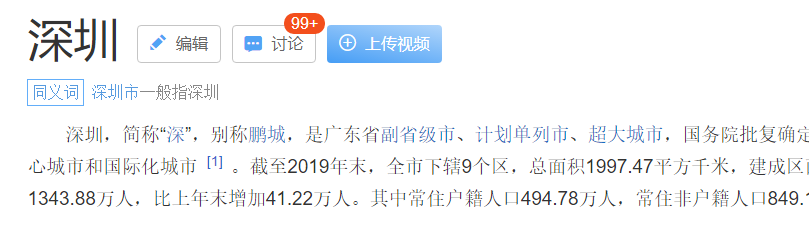 深圳 编辑 讨论 99+ 上传视频
同义词 深圳市一般指深圳
深圳，简称“深”，别称鹏城，是广东省副省级市、计划单列市、超大城市，国务院批复确定
心城市和国际化城市 [1] 。截至2019年末，全市下辖9个区，总面积1997.47平方千米，建成区
1343.88万人，比上年末增加41.22万人。其中常住户籍人口494.78万人，常住非户籍人口849.1